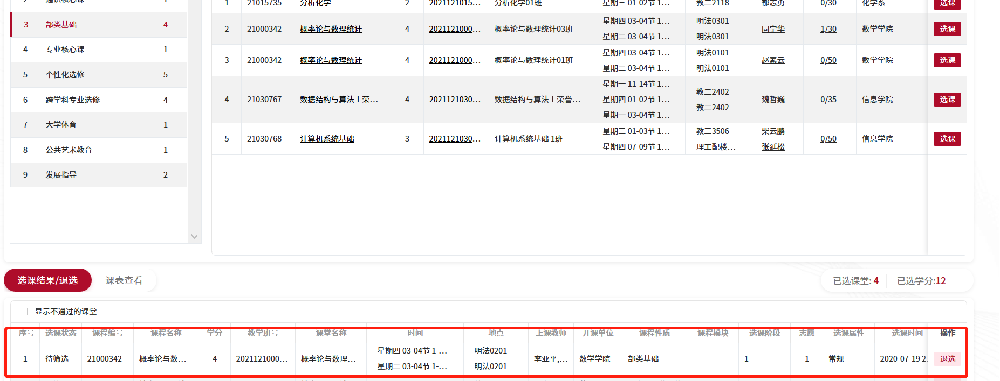 2 通识核心课 1
3 部类基础 4
4 专业核心课 1
5 个性化选修 5
6 跨学科专业选修 4
7 大学体育 1
8 公共艺术教育 1
9 发展指导 2
1 21015735 分析化学 2 2021121015... 分析化学01班 星期三 01-02节 1... 教二2118 郁志勇 0/30 化学系 选课
2 21000342 概率论与数理统计 4 2021121000... 概率论与数理统计03班 星期四 03-04节 1... 明法0301 同宁华 1/30 数学学院 选课
星期二 03-04节 1... 明法0301
3 21000342 概率论与数理统计 4 2021121000... 概率论与数理统计01班 星期四 03-04节 1... 明法0101 赵素云 0/50 数学学院 选课
星期二 03-04节 1... 明法0101
4 21030767 数据结构与算法 I 荣... 4 2021121030... 数据结构与算法 I 荣誉... 星期一 11-14节 1... 教二2402 魏哲巍 0/35 信息学院 选课
星期四 01-02节 1... 教二2402
星期一 03-04节 1...
5 21030768 计算机系统基础 3 2021121030... 计算机系统基础 1班 星期三 01-03节 1... 教三3506 柴云鹏 0/50 信息学院 选课
星期四 07-09节 1... 理工配楼... 张延松
选课结果/退选 课表查看 已选课堂: 4 已选学分:12
显示不通过的课堂
序号 选课状态 课程编号 课程名称 学分 教学班号 课堂名称 时间 地点 上课教师 开课单位 课程性质 课程模块 选课阶段 志愿 选课属性 选课时间 操作
1 待筛选 21000342 概率论与数... 4 2021121000... 概率论与数理... 星期四 03-04节 1-... 明法0201 李亚平,... 数学学院 部类基础 1 1 常规 2020-07-19 2. 退选
星期二 03-04节 1-... 明法0201